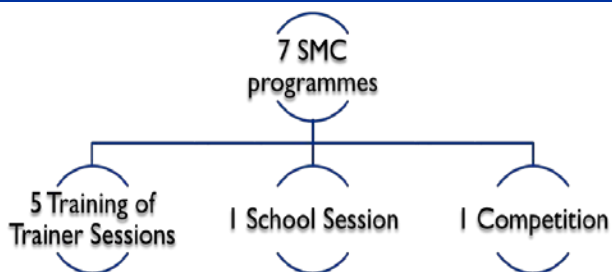 7 SMC
programmes
5 Training of
Trainer Sessions
1 School Session
1 Competition